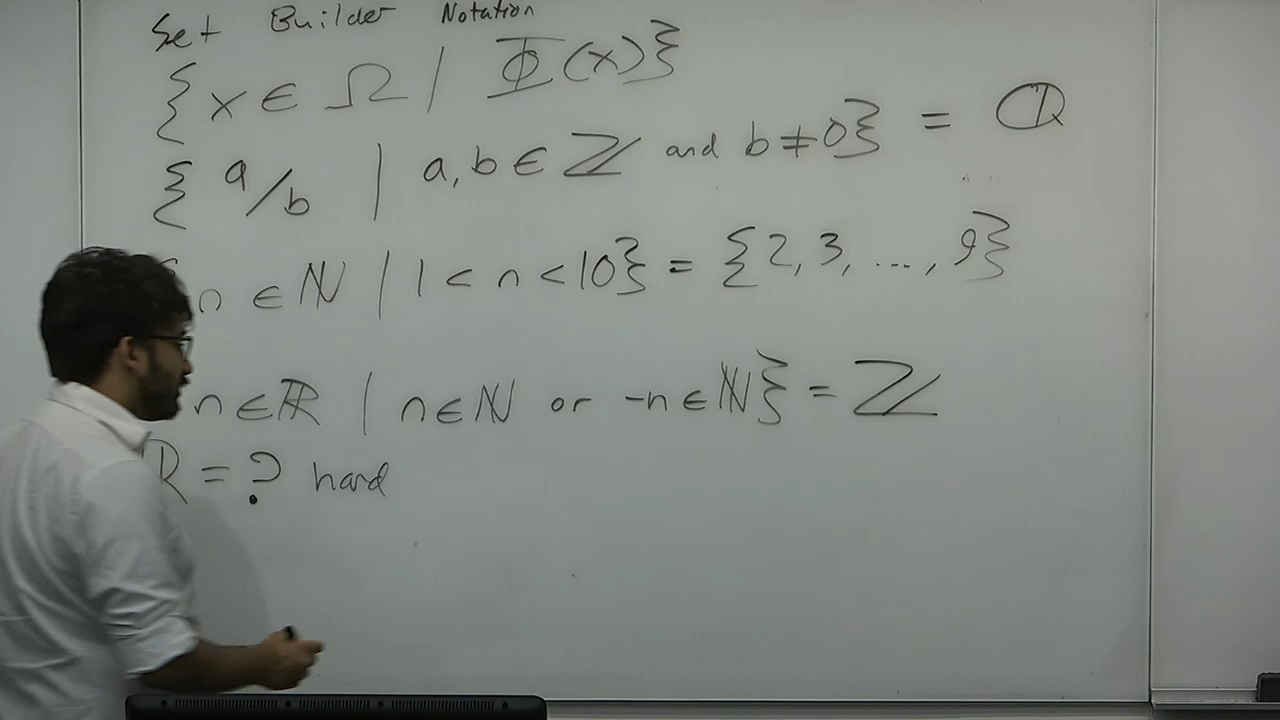 Set Builder Notation
{x ∈ Ω | Φ(x)}
{a/b | a, b ∈ ℤ and b ≠ 0} = ℚ
{n ∈ ℕ | 1 < n < 10} = {2, 3, ..., 9}
n ∈ ℝ | n ∈ ℕ or -n ∈ ℕ} = ℤ
ℝ = ? hard